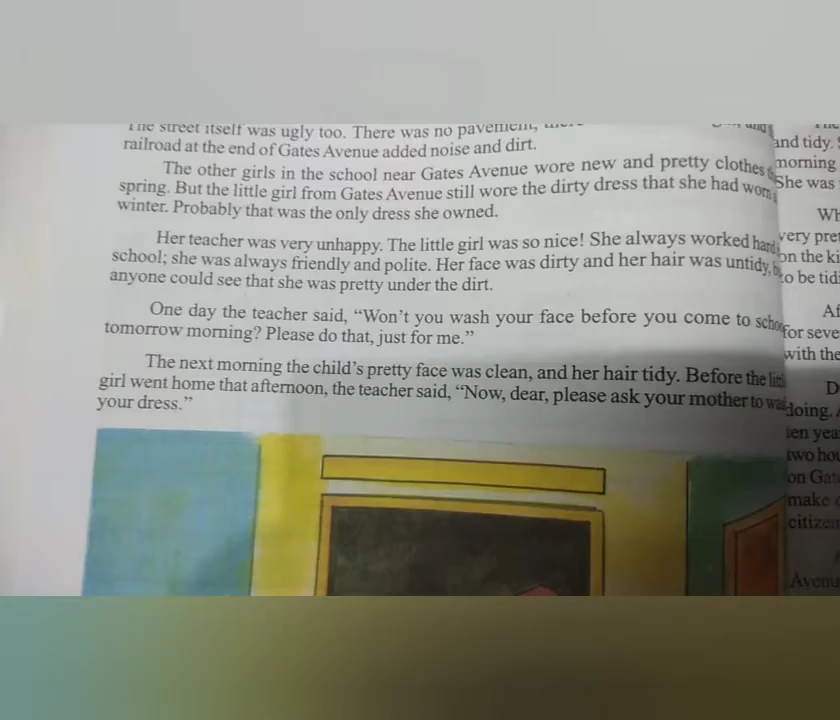 The street itself was ugly too. There was no pavement,
railroad at the end of Gates Avenue added noise and dirt.
The other girls in the school near Gates Avenue wore new and pretty clothes
spring. But the little girl from Gates Avenue still wore the dirty dress that she had worn
winter. Probably that was the only dress she owned.
Her teacher was very unhappy. The little girl was so nice! She always worked hard
school; she was always friendly and polite. Her face was dirty and her hair was untidy,
anyone could see that she was pretty under the dirt.
One day the teacher said, “Won’t you wash your face before you come to
tomorrow morning? Please do that, just for me.”
The next morning the child’s pretty face was clean, and her hair tidy. Before the
girl went home that afternoon, the teacher said, “Now, dear, please ask your mother to
your dress.”
and tidy.
morning
She was
very
on the
to be
for
with the
doing.
ten
two
on
make